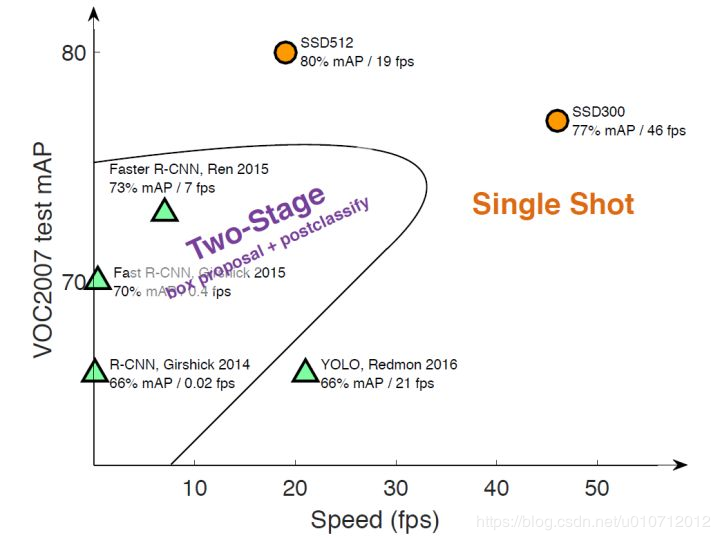 80
SSD512
80% mAP / 19 fps
SSD300
77% mAP / 46 fps
VOC2007 test mAP
Faster R-CNN, Ren 2015
73% mAP / 7 fps
Two-Stage
box proposal + postclassify
Single Shot
70
Fast R-CNN, Girshick 2015
70% mAP / 0.4 fps
R-CNN, Girshick 2014
66% mAP / 0.02 fps
YOLO, Redmon 2016
66% mAP / 21 fps
10 20 30 40 50
Speed (fps)
https://blog.csdn.net/u010712012